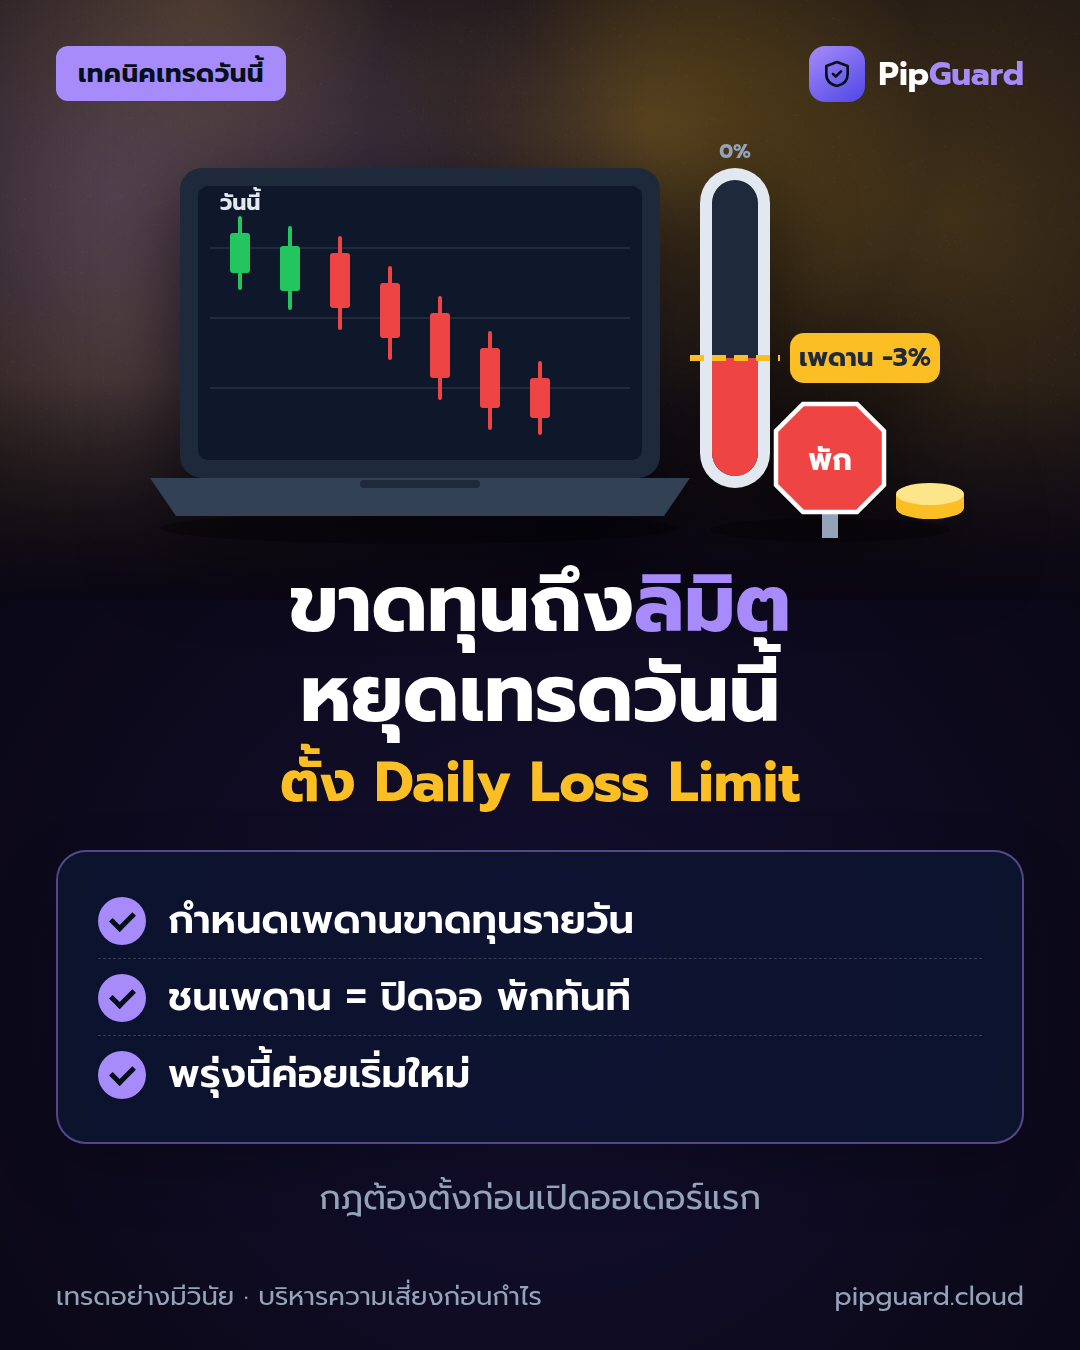 เทคนิคเทรดวันนี้
PipGuard
0%
วันนี้
เพดาน -3%
พัก
ขาดทุนถึงลิมิต
หยุดเทรดวันนี้
ตั้ง Daily Loss Limit
กำหนดเพดานขาดทุนรายวัน
ชนเพดาน = ปิดจอ พักทันที
พรุ่งนี้ค่อยเริ่มใหม่
กฎต้องตั้งก่อนเปิดออเดอร์แรก
เทรดอย่างมีวินัย · บริหารความเสี่ยงก่อนกำไร
pipguard.cloud